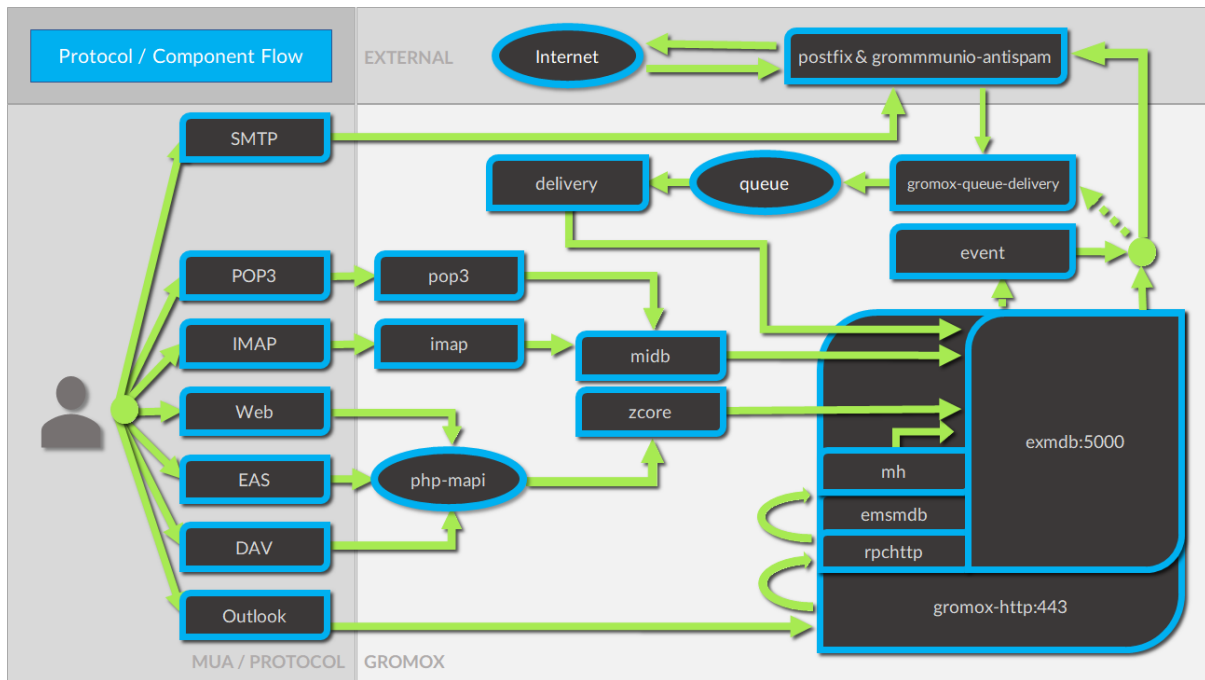 Protocol / Component Flow
EXTERNAL
Internet
postfix & grommmunio-antispam
SMTP
delivery
queue
gromox-queue-delivery
event
POP3
pop3
IMAP
imap
midb
Web
zcore
exmdb:5000
EAS
php-mapi
mh
emsmdb
DAV
rpchttp
Outlook
gromox-http:443
MUA / PROTOCOL
GROMOX